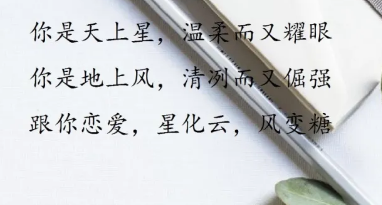 你是天上星，温柔而又耀眼
你是地上风，清冽而又倔强
跟你恋爱，星化云，风变糖